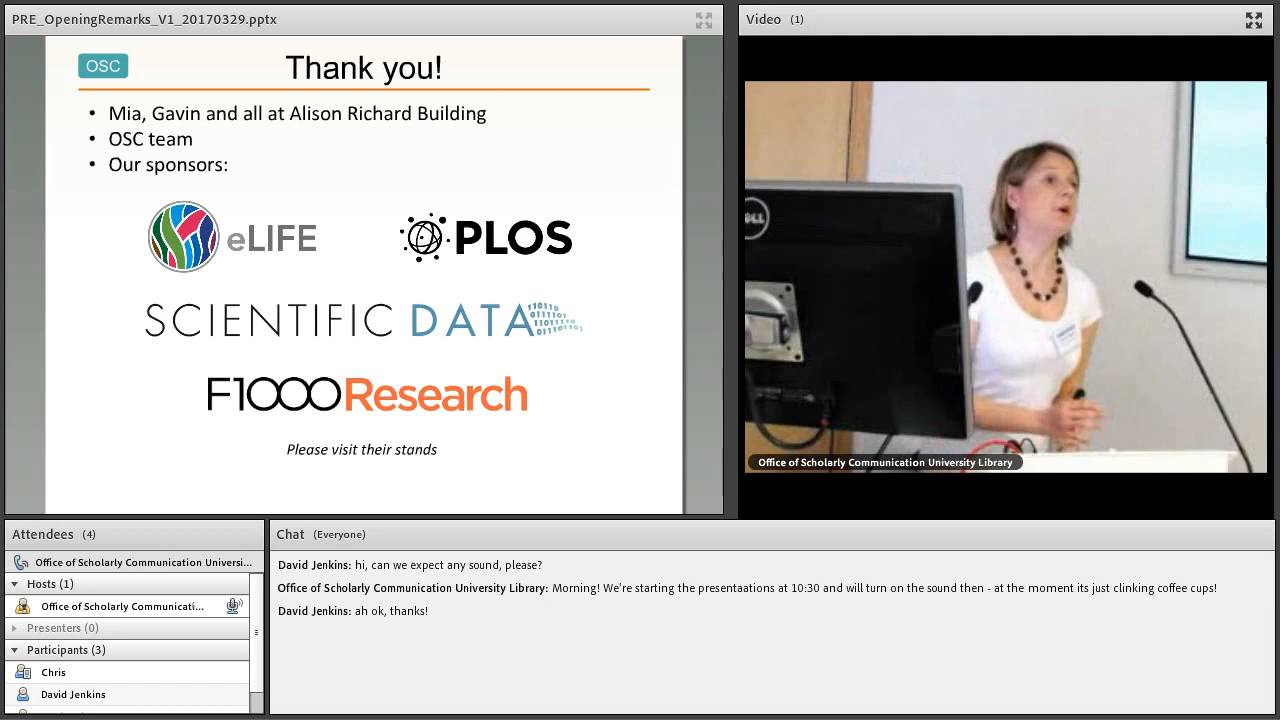 PRE_OpeningRemarks_V1_20170329.pptx
OSC
Thank you!
• Mia, Gavin and all at Alison Richard Building
• OSC team
• Our sponsors:
eLIFE
PLOS
SCIENTIFIC DATA
F1000Research
Please visit their stands
Video (1)
DELL
Office of Scholarly Communication University Library
Attendees (4)
Office of Scholarly Communication Universi...
Hosts (1)
Office of Scholarly Communicati...
Presenters (0)
Participants (3)
Chris
David Jenkins
Chat (Everyone)
David Jenkins: hi, can we expect any sound, please?
Office of Scholarly Communication University Library: Morning! We're starting the presentaations at 10:30 and will turn on the sound then - at the moment its just clinking coffee cups!
David Jenkins: ah ok, thanks!